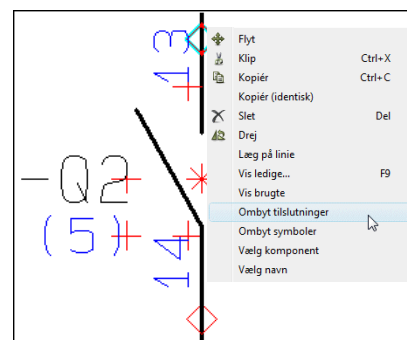 13
-Q2
(5)
14
Flyt
Klip Ctrl+X
Kopiér Ctrl+C
Kopiér (identisk)
Slet Del
Drej
Læg på linie
Vis ledige... F9
Vis brugte
Ombyt tilslutninger
Ombyt symboler
Vælg komponent
Vælg navn